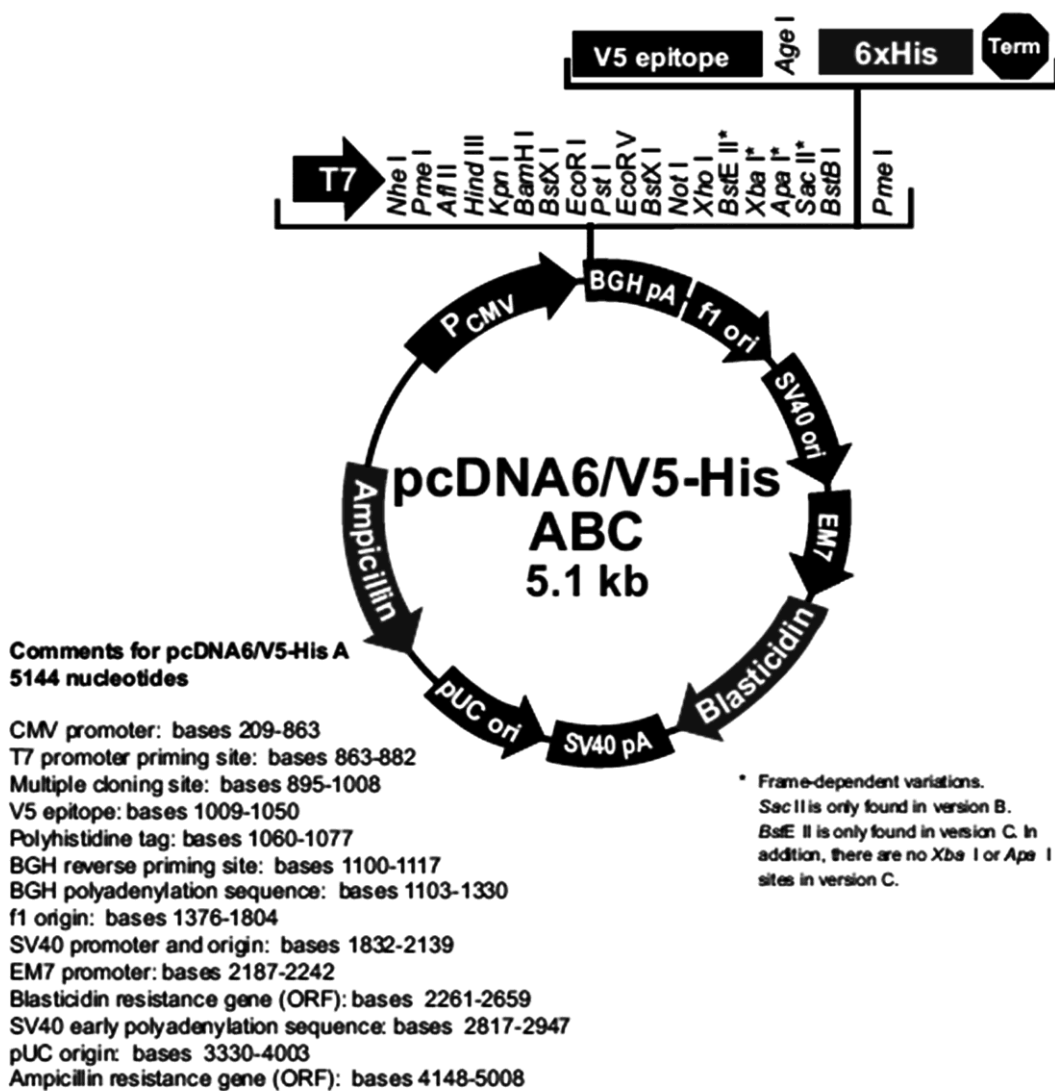 V5 epitope
Age I
6xHis
Term
T7
Nhe I
Pme I
Afl II
Hind III
Kpn I
BamH I
BstX I
EcoR I
Pst I
EcoR V
BstX I
Not I
Xho I
BstE II*
Xba I*
Apa I*
Sac II*
BstB I
Pme I
PCMV
BGH pA
f1 ori
SV40 ori
EM7
Blasticidin
SV40 pA
pUC ori
Ampicillin
pcDNA6/V5-His
ABC
5.1 kb
Comments for pcDNA6/V5-His A
5144 nucleotides
CMV promoter: bases 209-863
T7 promoter priming site: bases 863-882
Multiple cloning site: bases 895-1008
V5 epitope: bases 1009-1050
Polyhistidine tag: bases 1060-1077
BGH reverse priming site: bases 1100-1117
BGH polyadenylation sequence: bases 1103-1330
f1 origin: bases 1376-1804
SV40 promoter and origin: bases 1832-2139
EM7 promoter: bases 2187-2242
Blasticidin resistance gene (ORF): bases 2261-2659
SV40 early polyadenylation sequence: bases 2817-2947
pUC origin: bases 3330-4003
Ampicillin resistance gene (ORF): bases 4148-5008
* Frame-dependent variations.
Sac II is only found in version B.
BstE II is only found in version C. In
addition, there are no Xba I or Apa I
sites in version C.